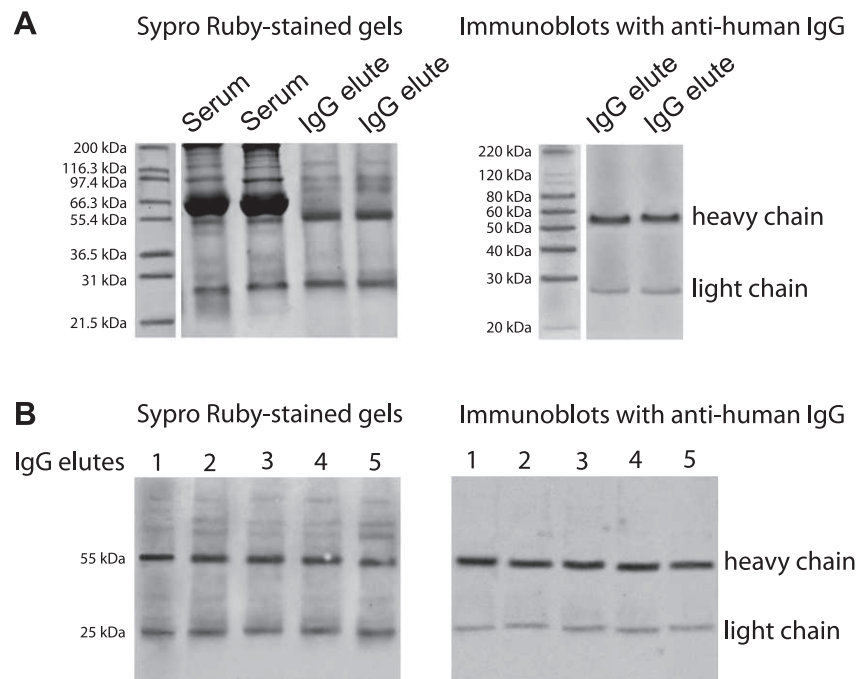 A
Sypro Ruby-stained gels
Immunoblots with anti-human IgG
Serum
Serum
IgG elute
IgG elute
200 kDa
116.3 kDa
97.4 kDa
66.3 kDa
55.4 kDa
36.5 kDa
31 kDa
21.5 kDa
IgG elute
IgG elute
220 kDa
120 kDa
80 kDa
60 kDa
50 kDa
40 kDa
30 kDa
20 kDa
heavy chain
light chain
B
Sypro Ruby-stained gels
Immunoblots with anti-human IgG
IgG elutes 1 2 3 4 5
55 kDa
25 kDa
1 2 3 4 5
heavy chain
light chain